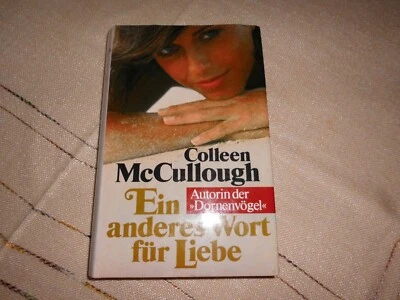 Colleen
McCullough
Autorin der
»Dornenvögel«
Ein
anderes Wort
für Liebe